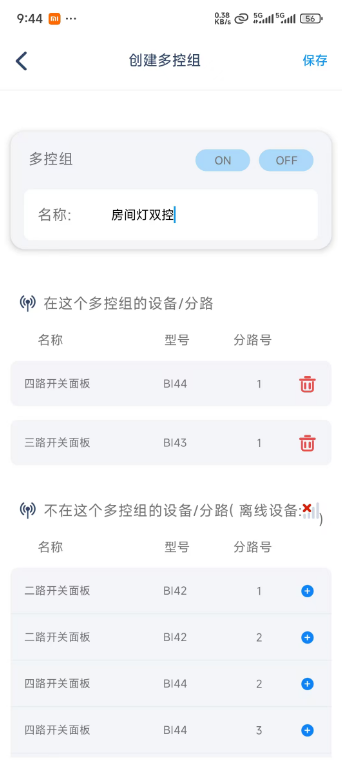 9:44 ··· 0.38 KB/s 5G 5G 56
创建多控组 保存
多控组 ON OFF
名称: 房间灯双控
在这个多控组的设备/分路
名称 型号 分路号
四路开关面板 BI44 1
三路开关面板 BI43 1
不在这个多控组的设备/分路( 离线设备: )
名称 型号 分路号
二路开关面板 BI42 1
二路开关面板 BI42 2
四路开关面板 BI44 2
四路开关面板 BI44 3